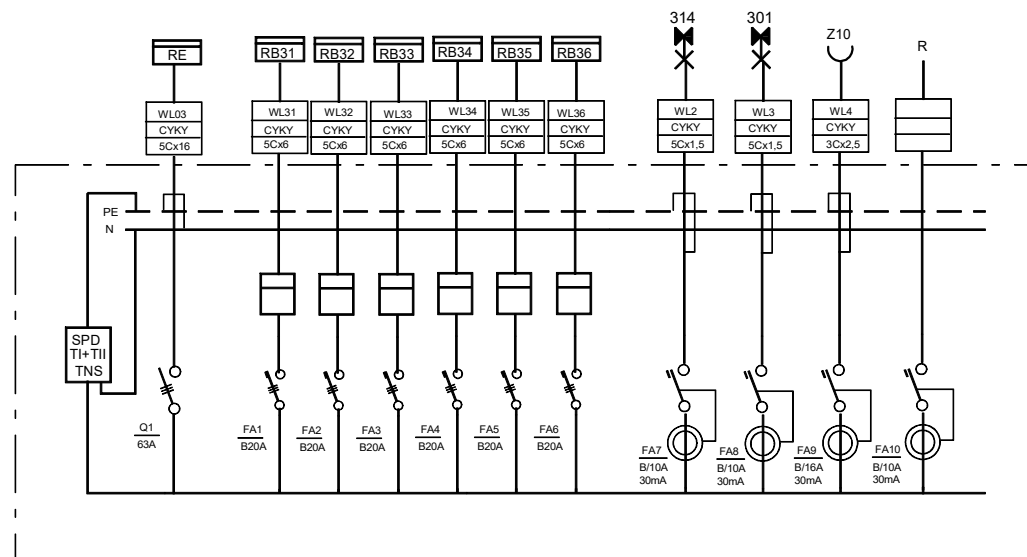 314
301
Z10
R
RE
RB31
RB32
RB33
RB34
RB35
RB36
WL03
CYKY
5Cx16
WL31
CYKY
5Cx6
WL32
CYKY
5Cx6
WL33
CYKY
5Cx6
WL34
CYKY
5Cx6
WL35
CYKY
5Cx6
WL36
CYKY
5Cx6
WL2
CYKY
5Cx1,5
WL3
CYKY
5Cx1,5
WL4
CYKY
3Cx2,5
PE
N
SPD
TI+TII
TNS
Q1
63A
FA1
B20A
FA2
B20A
FA3
B20A
FA4
B20A
FA5
B20A
FA6
B20A
FA7
B/10A
30mA
FA8
B/10A
30mA
FA9
B/16A
30mA
FA10
B/10A
30mA